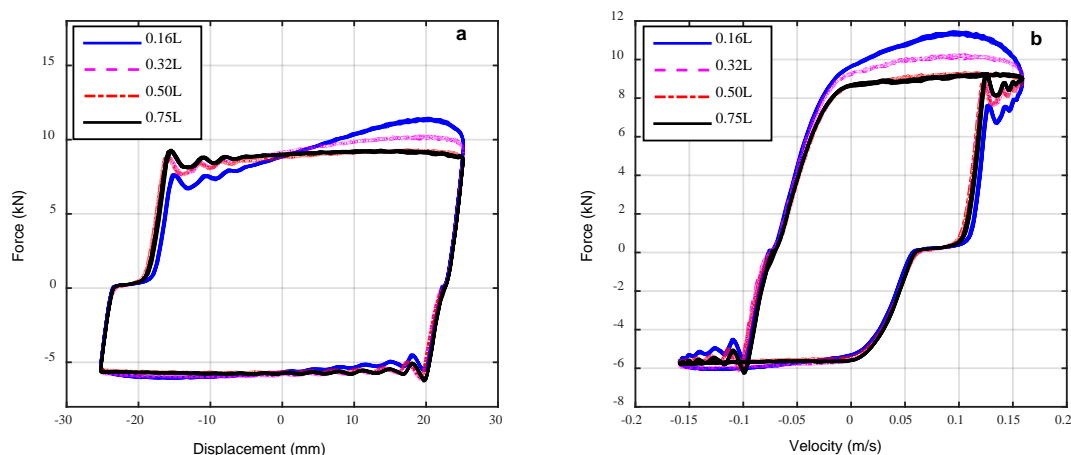 a
0.16L
0.32L
0.50L
0.75L
15
10
5
0
-5
-30
-20
-10
0
10
20
30
Force (kN)
Displacement (mm)
b
0.16L
0.32L
0.50L
0.75L
12
10
8
6
4
2
0
-2
-4
-6
-8
-0.2
-0.15
-0.1
-0.05
0
0.05
0.1
0.15
0.2
Force (kN)
Velocity (m/s)